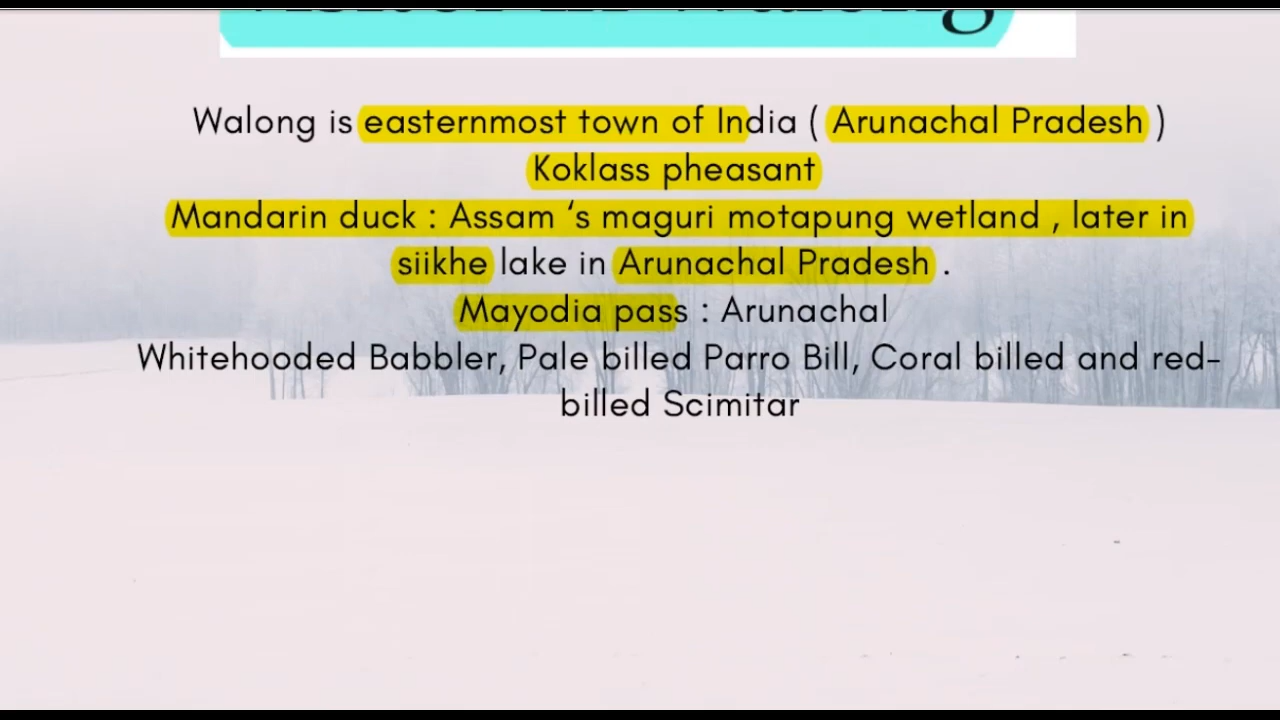 Walong is easternmost town of India ( Arunachal Pradesh )
Koklass pheasant
Mandarin duck : Assam ‘s maguri motapung wetland , later in
siikhe lake in Arunachal Pradesh .
Mayodia pass : Arunachal
Whitehooded Babbler, Pale billed Parro Bill, Coral billed and red-
billed Scimitar